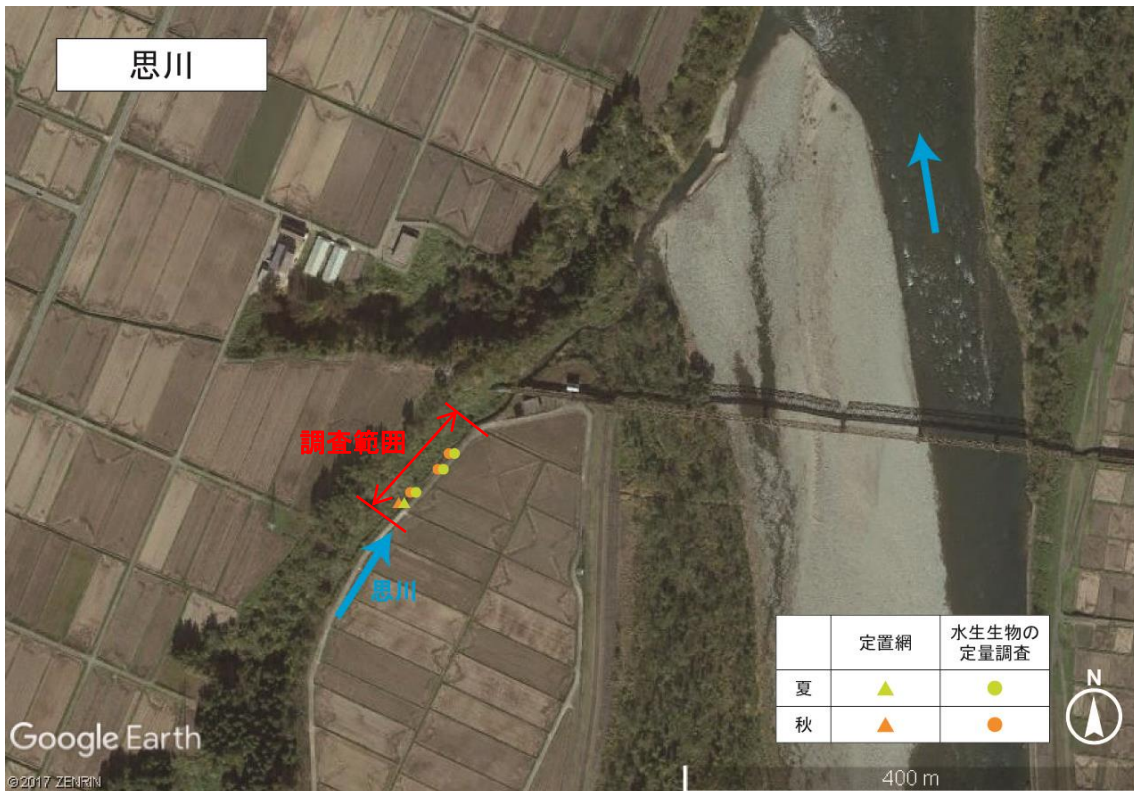 思川
調査範囲
思川
定置網
水生生物の
定量調査
夏
秋
N
Google Earth
©2017 ZENRIN
400 m